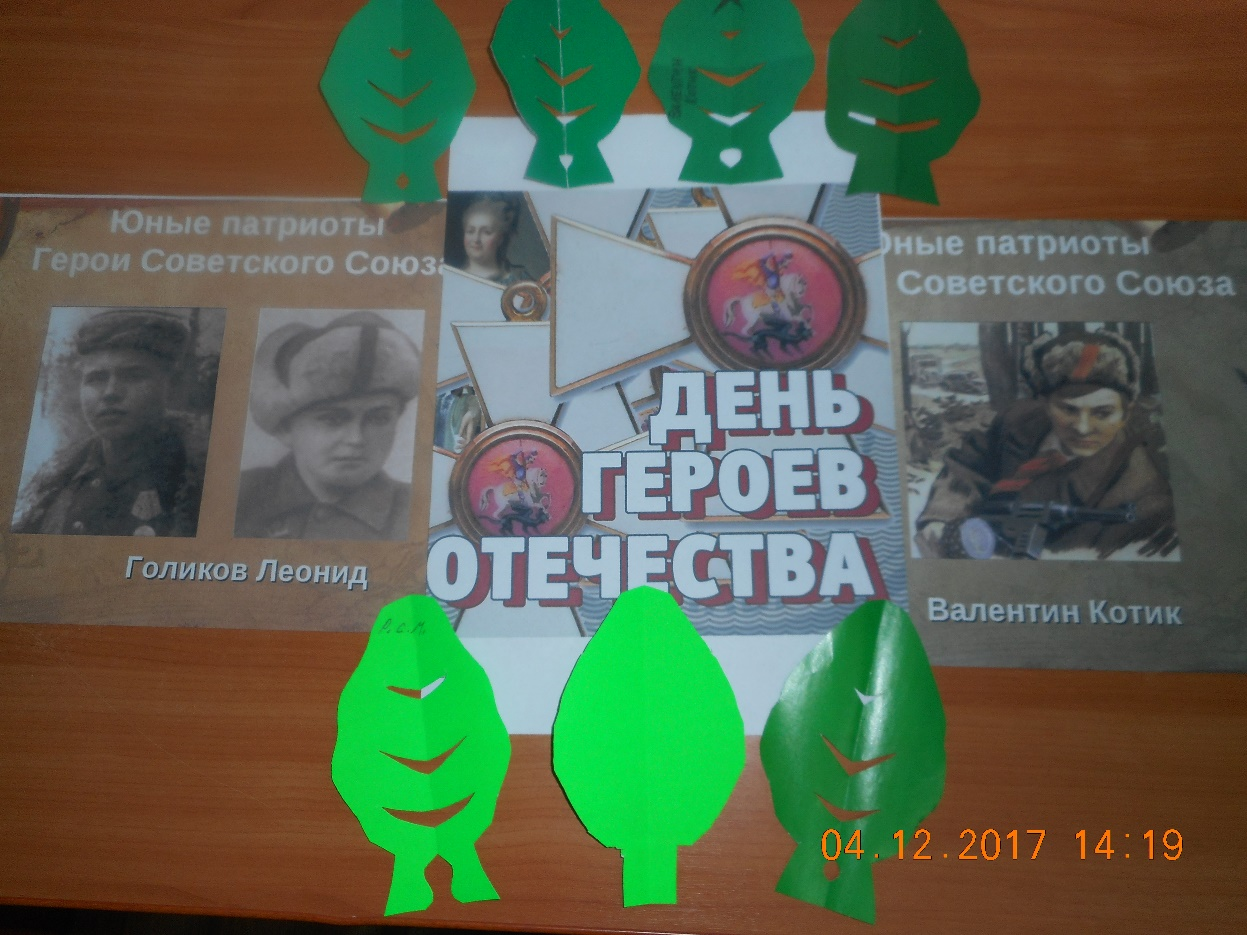 Юные патриоты
Герои Советского Союза
Голиков Леонид
ДЕНЬ
ГЕРОЕВ
ОТЕЧЕСТВА
Юные патриоты
Советского Союза
Валентин Котик
Р.С.М.
04.12.2017 14:19